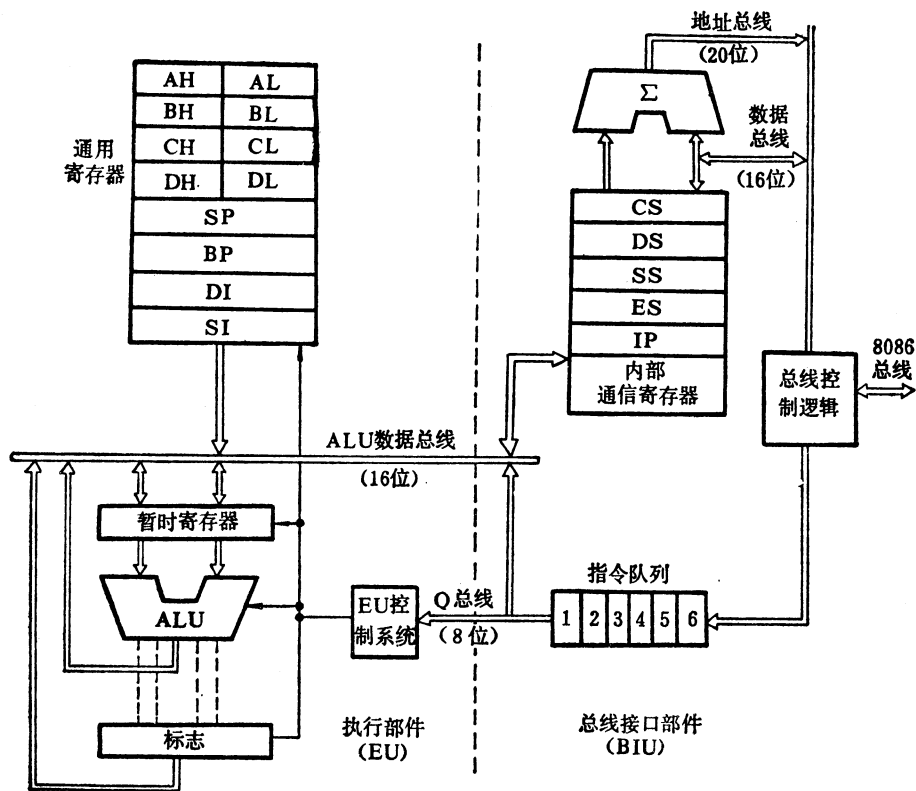 地址总线
(20位)
AH
AL
BH
BL
CH
CL
DH
DL
SP
BP
DI
SI
通用
寄存器
Σ
数据
总线
(16位)
CS
DS
SS
ES
IP
内部
通信寄存器
总线控
制逻辑
8086
总线
ALU数据总线
(16位)
暂时寄存器
ALU
标志
EU控
制系统
Q总线
(8位)
指令队列
1 2 3 4 5 6
执行部件
(EU)
总线接口部件
(BIU)